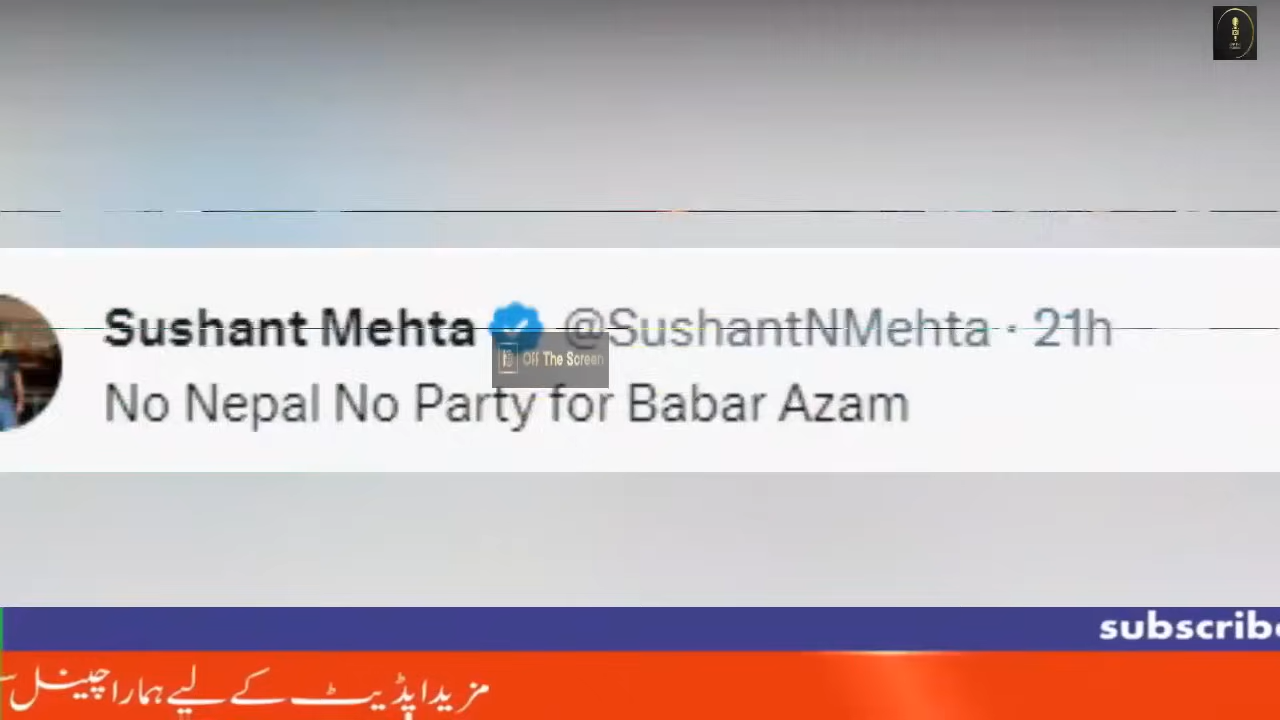 Sushant Mehta @SushantNMehta · 21h
Off The Screen
No Nepal No Party for Babar Azam
مزید اپڈیٹ کے لیے ہمارا چینل